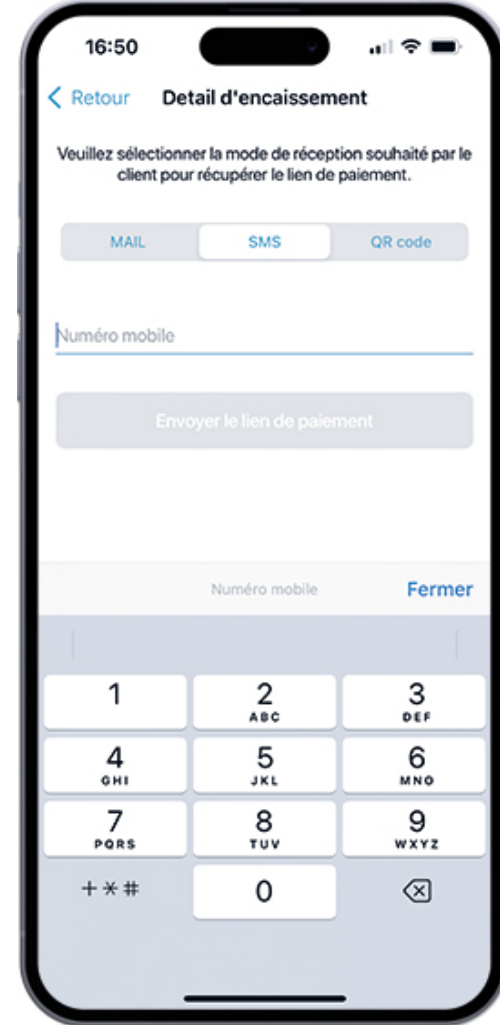 16:50
Retour Detail d'encaissement
Veuillez sélectionner la mode de réception souhaité par le
client pour récupérer le lien de paiement.
MAIL SMS QR code
Numéro mobile
Envoyer le lien de paiement
Numéro mobile Fermer
1 2 3
ABC DEF
4 5 6
GHI JKL MNO
7 8 9
PQRS TUV WXYZ
+*# 0